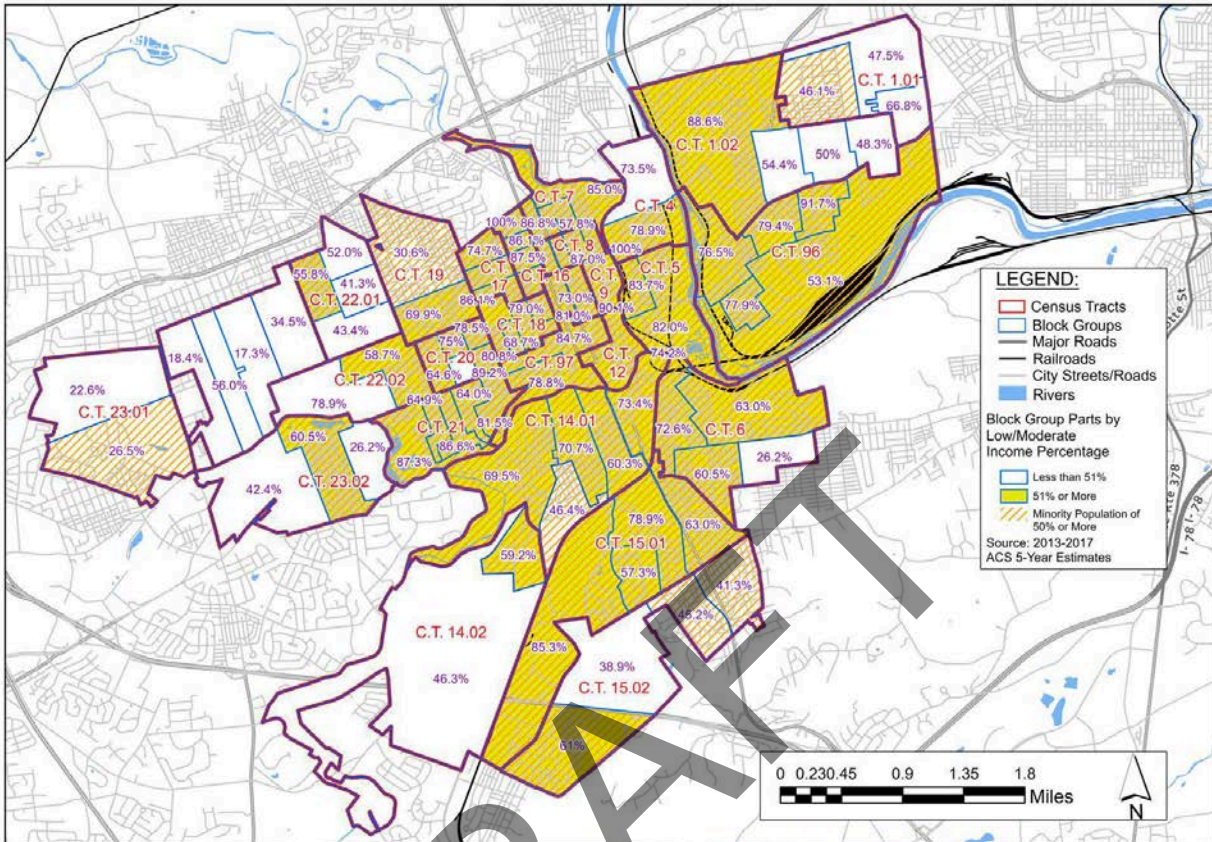 47.5%
C.T. 1.01
46.1%
66.8%
88.6%
C.T. 1.02
54.4%
50%
48.3%
73.5%
C.T. 7
85.0%
C.T. 4
91.7%
79.4%
C.T. 96
100%
86.8%
57.8%
78.9%
52.0%
30.6%
74.7%
86.1%
C.T. 8
100%
76.5%
55.8%
C.T. 19
87.5%
87.0%
C.T. 5
53.1%
41.3%
C.T. 22.01
C.T. 17
C.T. 16
C.T. 9
83.7%
77.9%
34.5%
69.9%
86.1%
79.0%
73.0%
90.1%
43.4%
78.5%
C.T. 18
81.0%
82.0%
18.4%
17.3%
75%
68.7%
84.7%
74.2%
58.7%
C.T. 20
80.8%
C.T. 97
C.T. 12
22.6%
56.0%
C.T. 22.02
64.6%
89.2%
78.8%
C.T. 23.01
78.9%
64.9%
64.0%
73.4%
63.0%
26.5%
60.5%
26.2%
C.T. 21
81.5%
C.T. 14.01
72.6%
C.T. 6
86.6%
70.7%
42.4%
C.T. 23.02
87.3%
69.5%
60.3%
60.5%
26.2%
46.4%
78.9%
63.0%
59.2%
C.T. 15.01
57.3%
41.3%
C.T. 14.02
85.3%
46.3%
38.9%
C.T. 15.02
61%
LEGEND:
Census Tracts
Block Groups
Major Roads
Railroads
City Streets/Roads
Rivers
Block Group Parts by
Low/Moderate
Income Percentage
Less than 51%
51% or More
Minority Population of
50% or More
Source: 2013-2017
ACS 5-Year Estimates
I-78
0 0.23 0.45 0.9 1.35 1.8
Miles
N
DRAFT